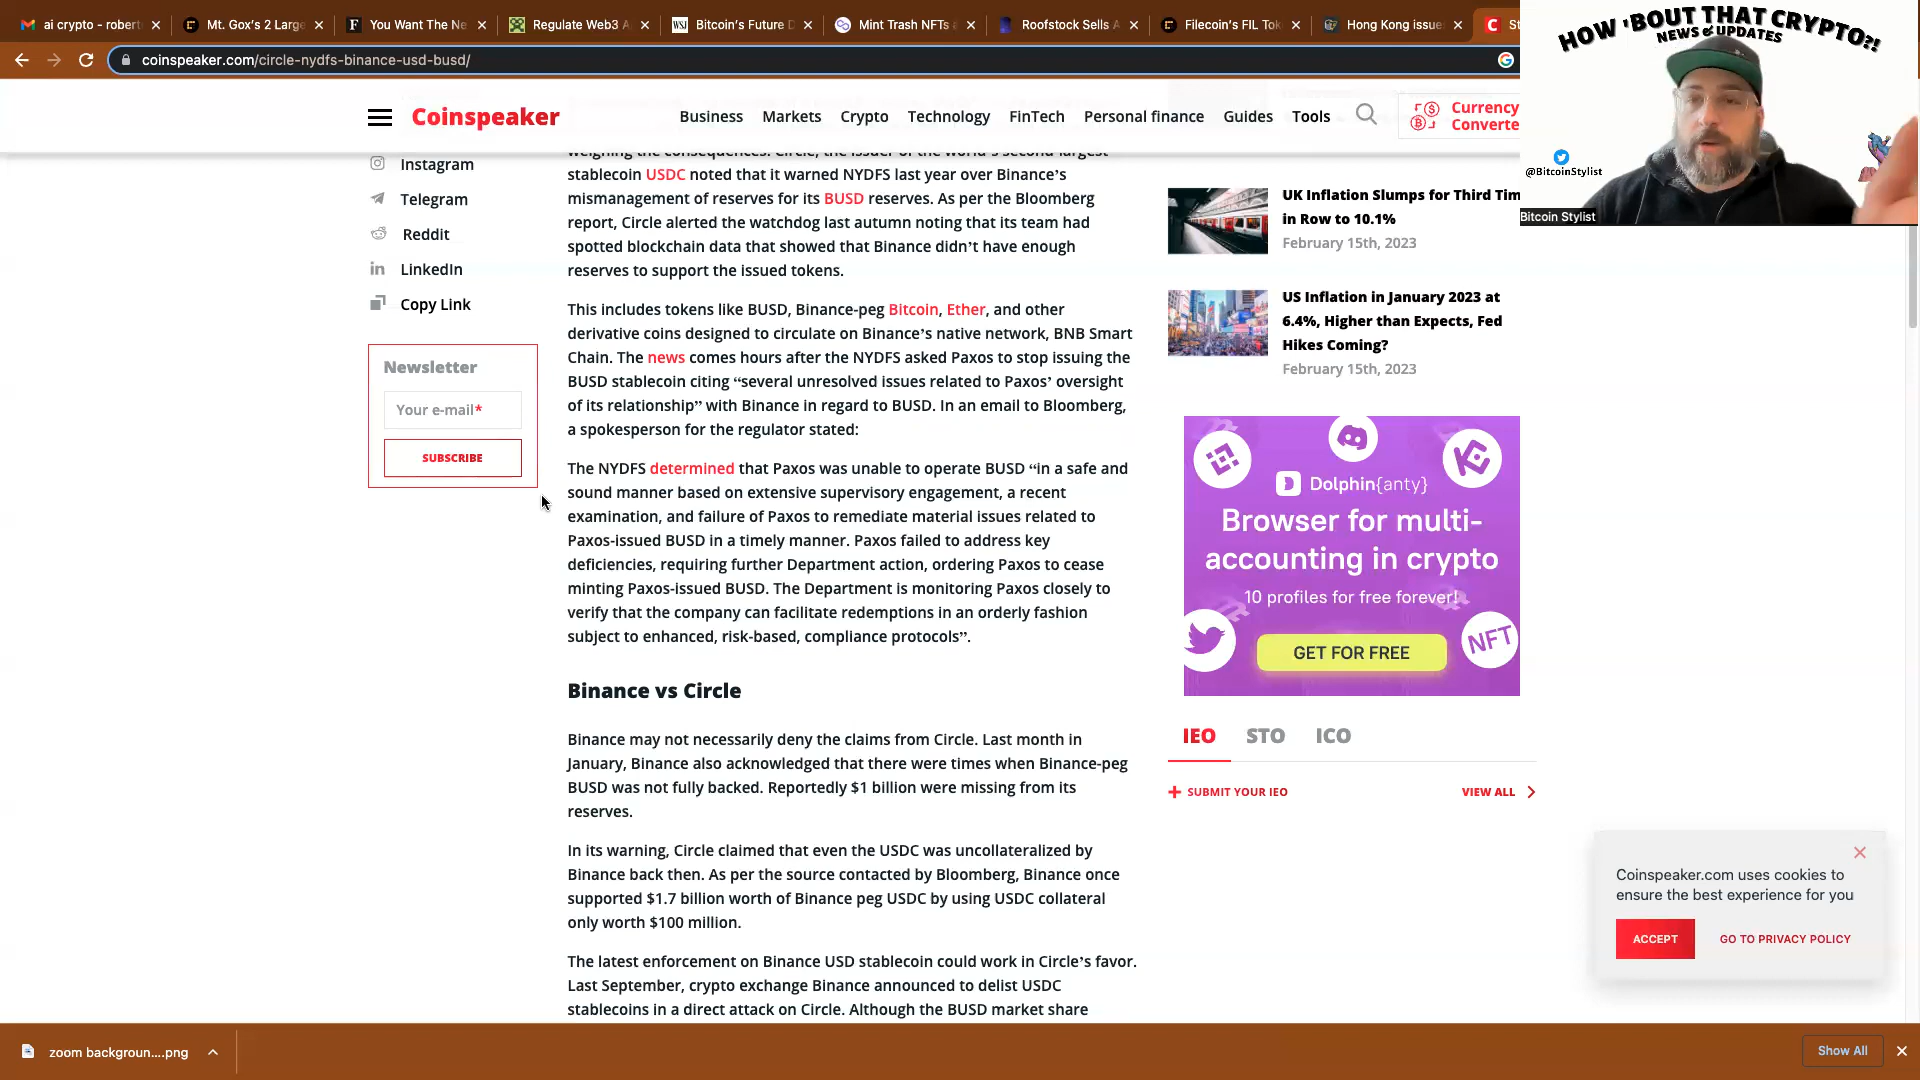 ai crypto - rober
Mt. Gox's 2 Large
You Want The Ne
Regulate Web3 A
Bitcoin's Future D
Mint Trash NFTs
Roofstock Sells A
Filecoin's FIL Tok
Hong Kong issue
coinspeaker.com/circle-nydfs-binance-usd-busd/
HOW 'BOUT THAT CRYPTO?!
NEWS & UPDATES
@BitcoinStylist
Bitcoin Stylist
Coinspeaker
Business
Markets
Crypto
Technology
FinTech
Personal finance
Guides
Tools
Currency
Converte
Instagram
Telegram
Reddit
LinkedIn
Copy Link
Newsletter
Your e-mail*
SUBSCRIBE
weighing the consequences. Circle, the issuer of the world's second largest
stablecoin USDC noted that it warned NYDFS last year over Binance's
mismanagement of reserves for its BUSD reserves. As per the Bloomberg
report, Circle alerted the watchdog last autumn noting that its team had
spotted blockchain data that showed that Binance didn't have enough
reserves to support the issued tokens.
This includes tokens like BUSD, Binance-peg Bitcoin, Ether, and other
derivative coins designed to circulate on Binance's native network, BNB Smart
Chain. The news comes hours after the NYDFS asked Paxos to stop issuing the
BUSD stablecoin citing “several unresolved issues related to Paxos’ oversight
of its relationship” with Binance in regard to BUSD. In an email to Bloomberg,
a spokesperson for the regulator stated:
The NYDFS determined that Paxos was unable to operate BUSD “in a safe and
sound manner based on extensive supervisory engagement, a recent
examination, and failure of Paxos to remediate material issues related to
Paxos-issued BUSD in a timely manner. Paxos failed to address key
deficiencies, requiring further Department action, ordering Paxos to cease
minting Paxos-issued BUSD. The Department is monitoring Paxos closely to
verify that the company can facilitate redemptions in an orderly fashion
subject to enhanced, risk-based, compliance protocols”.
Binance vs Circle
Binance may not necessarily deny the claims from Circle. Last month in
January, Binance also acknowledged that there were times when Binance-peg
BUSD was not fully backed. Reportedly $1 billion were missing from its
reserves.
In its warning, Circle claimed that even the USDC was uncollateralized by
Binance back then. As per the source contacted by Bloomberg, Binance once
supported $1.7 billion worth of Binance peg USDC by using USDC collateral
only worth $100 million.
The latest enforcement on Binance USD stablecoin could work in Circle's favor.
Last September, crypto exchange Binance announced to delist USDC
stablecoins in a direct attack on Circle. Although the BUSD market share
UK Inflation Slumps for Third Tim
in Row to 10.1%
February 15th, 2023
US Inflation in January 2023 at
6.4%, Higher than Expects, Fed
Hikes Coming?
February 15th, 2023
Dolphin{anty}
Browser for multi-
accounting in crypto
10 profiles for free forever!
GET FOR FREE
NFT
IEO
STO
ICO
SUBMIT YOUR IEO
VIEW ALL
Coinspeaker.com uses cookies to
ensure the best experience for you
ACCEPT
GO TO PRIVACY POLICY
zoom backgroun....png
Show All